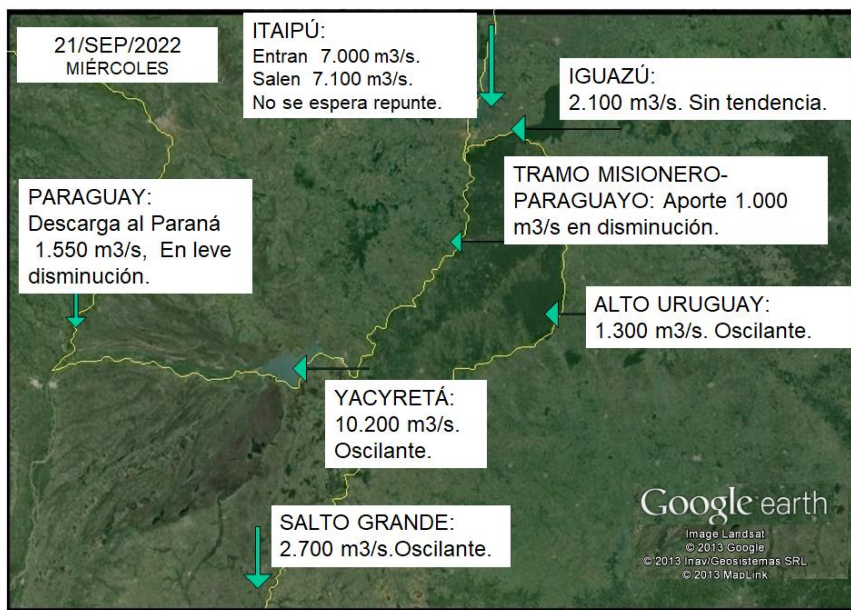 21/SEP/2022
MIÉRCOLES
ITAIPÚ:
Entran 7.000 m3/s.
Salen 7.100 m3/s.
No se espera repunte.
IGUAZÚ:
2.100 m3/s. Sin tendencia.
TRAMO MISIONERO-
PARAGUAYO: Aporte 1.000
m3/s en disminución.
PARAGUAY:
Descarga al Paraná
1.550 m3/s, En leve
disminución.
ALTO URUGUAY:
1.300 m3/s. Oscilante.
YACYRETÁ:
10.200 m3/s.
Oscilante.
SALTO GRANDE:
2.700 m3/s.Oscilante.
Google earth
Image Landsat
© 2013 Google
© 2013 Inav/Geosistemas SRL
© 2013 MapLink